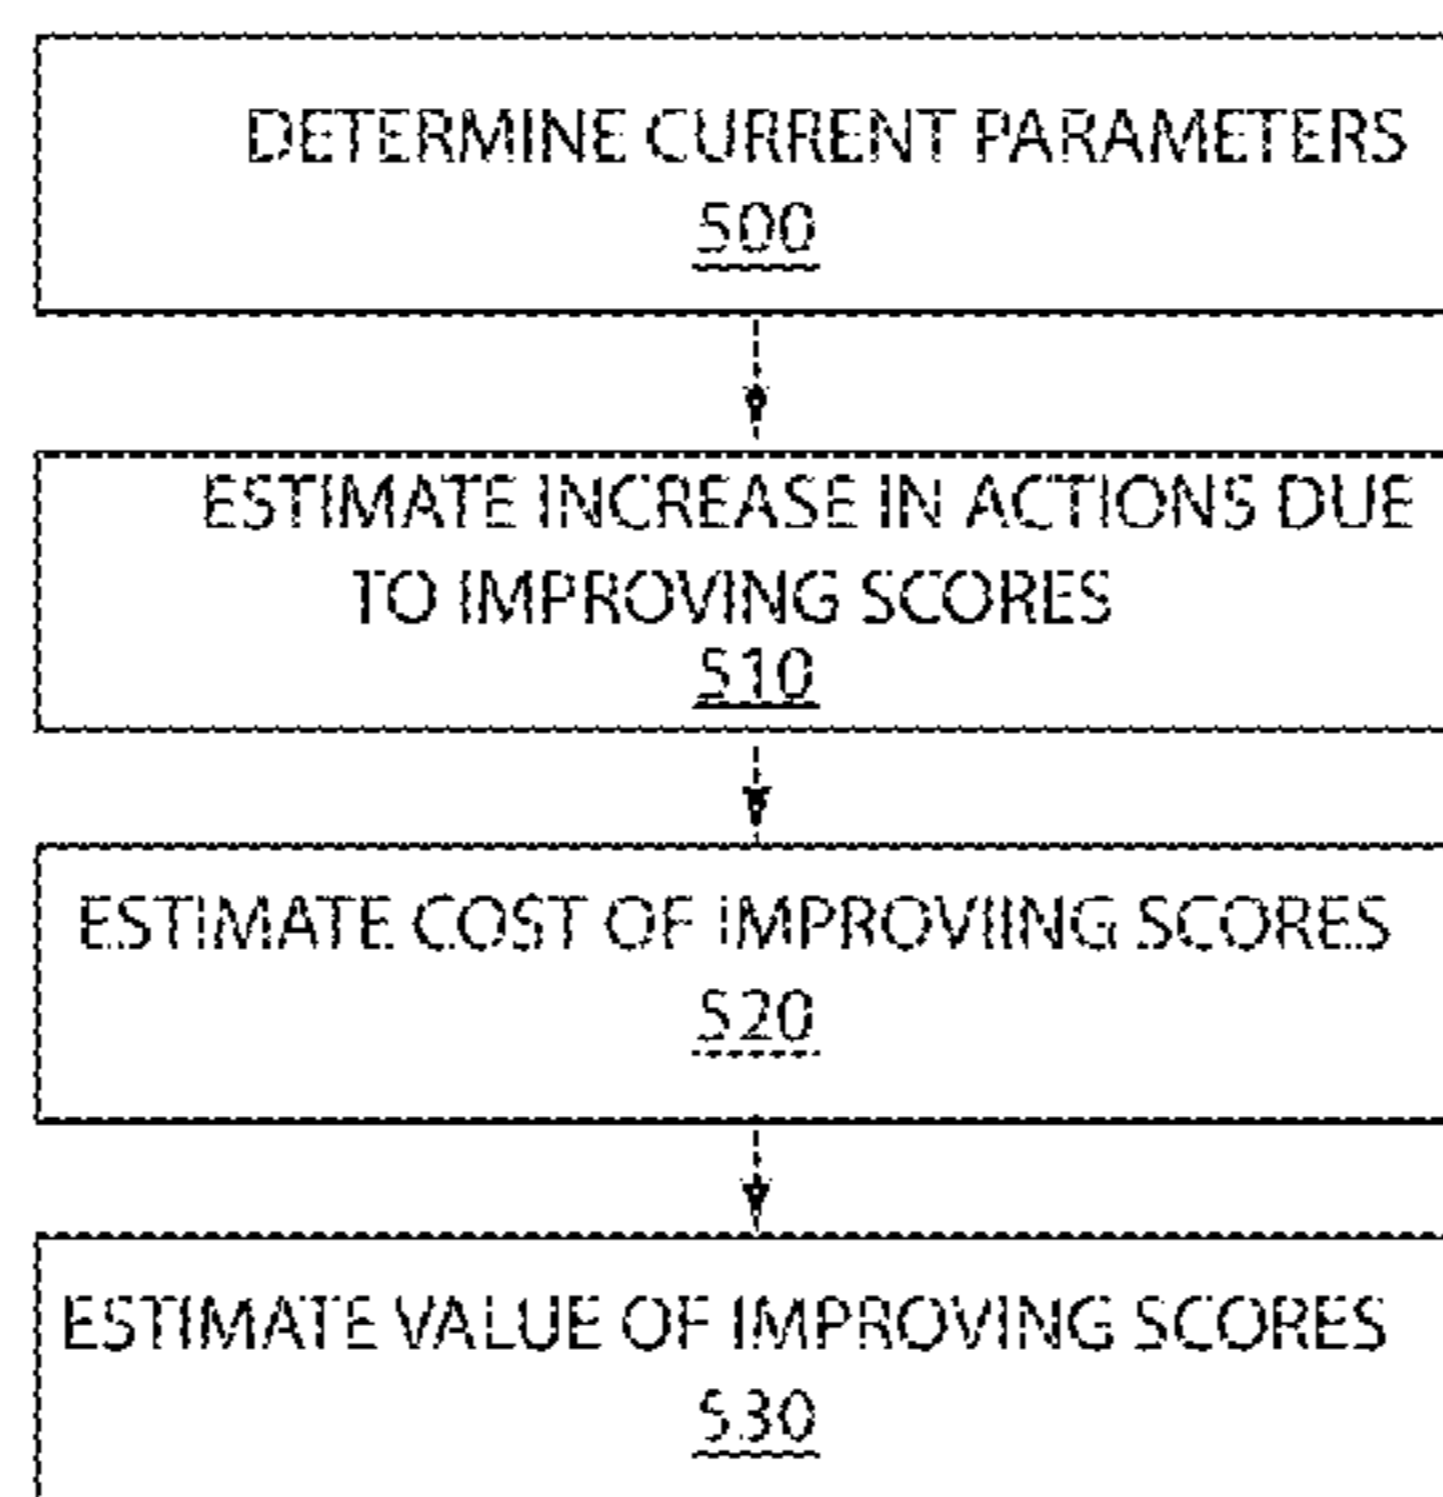 DETERMINE CURRENT PARAMETERS
500
ESTIMATE INCREASE IN ACTIONS DUE
TO IMPROVING SCORES
510
ESTIMATE COST OF IMPROVIING SCORES
520
ESTIMATE VALUE OF IMPROVING SCORES
530